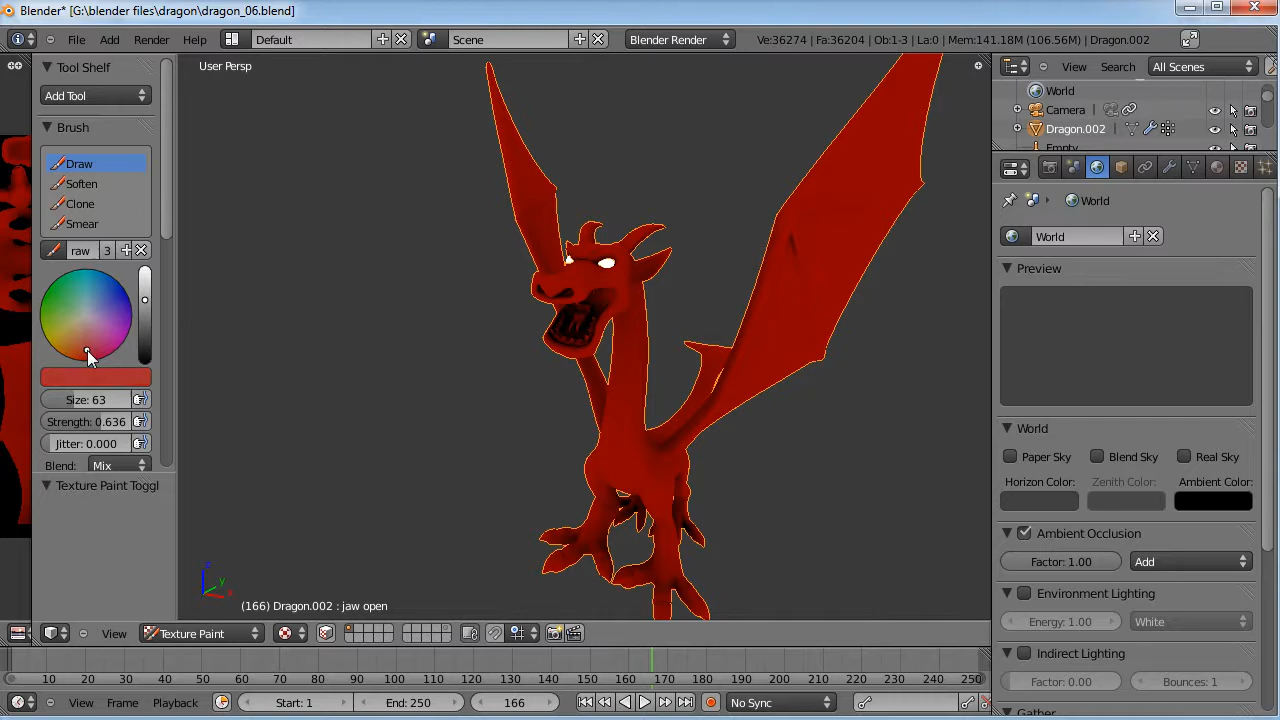 Blender* [G:\blender files\dragon\dragon_06.blend]
File Add Render Help Default Scene Blender Render Ve:36274 | Fa:36204 | Ob:1-3 | La:0 | Mem:141.18M (106.56M) | Dragon.002
Tool Shelf
Add Tool
Brush
Draw
Soften
Clone
Smear
raw 3
Size: 63
Strength: 0.636
Jitter: 0.000
Blend: Mix
Texture Paint Toggl
User Persp
(166) Dragon.002 : jaw open
View Texture Paint
View Search All Scenes
World
Camera
Dragon.002
Empty
World
World
Preview
World
Paper Sky Blend Sky Real Sky
Horizon Color: Zenith Color: Ambient Color:
Ambient Occlusion
Factor: 1.00 Add
Environment Lighting
Energy: 1.00 White
Indirect Lighting
Factor: 0.00 Bounces: 1
Gather
10 20 30 40 50 60 70 80 90 100 110 120 130 140 150 160 170 180 190 200 210 220 230 240 250
View Frame Playback Start: 1 End: 250 166 No Sync